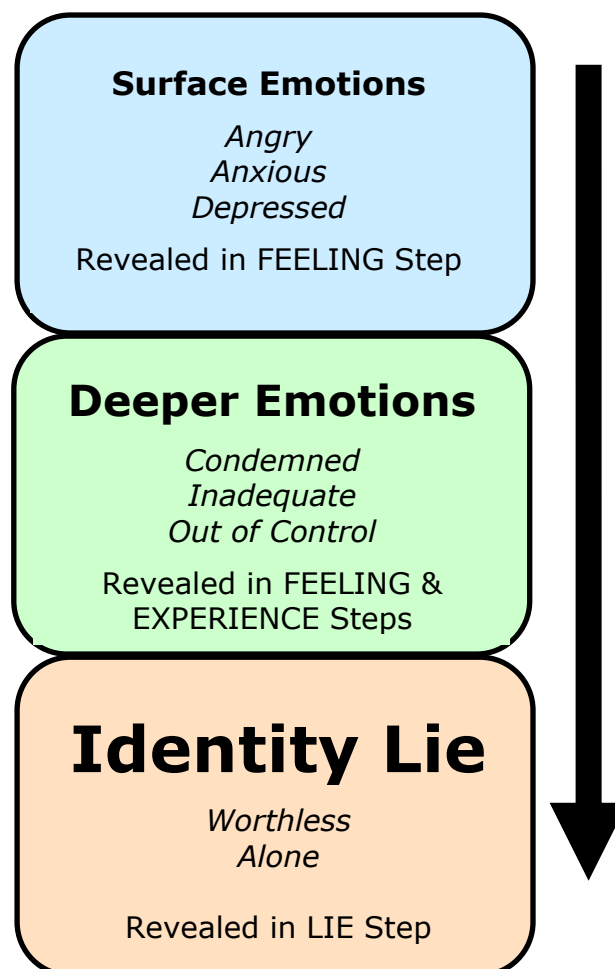 Surface Emotions
Angry
Anxious
Depressed
Revealed in FEELING Step
Deeper Emotions
Condemned
Inadequate
Out of Control
Revealed in FEELING &
EXPERIENCE Steps
Identity Lie
Worthless
Alone
Revealed in LIE Step